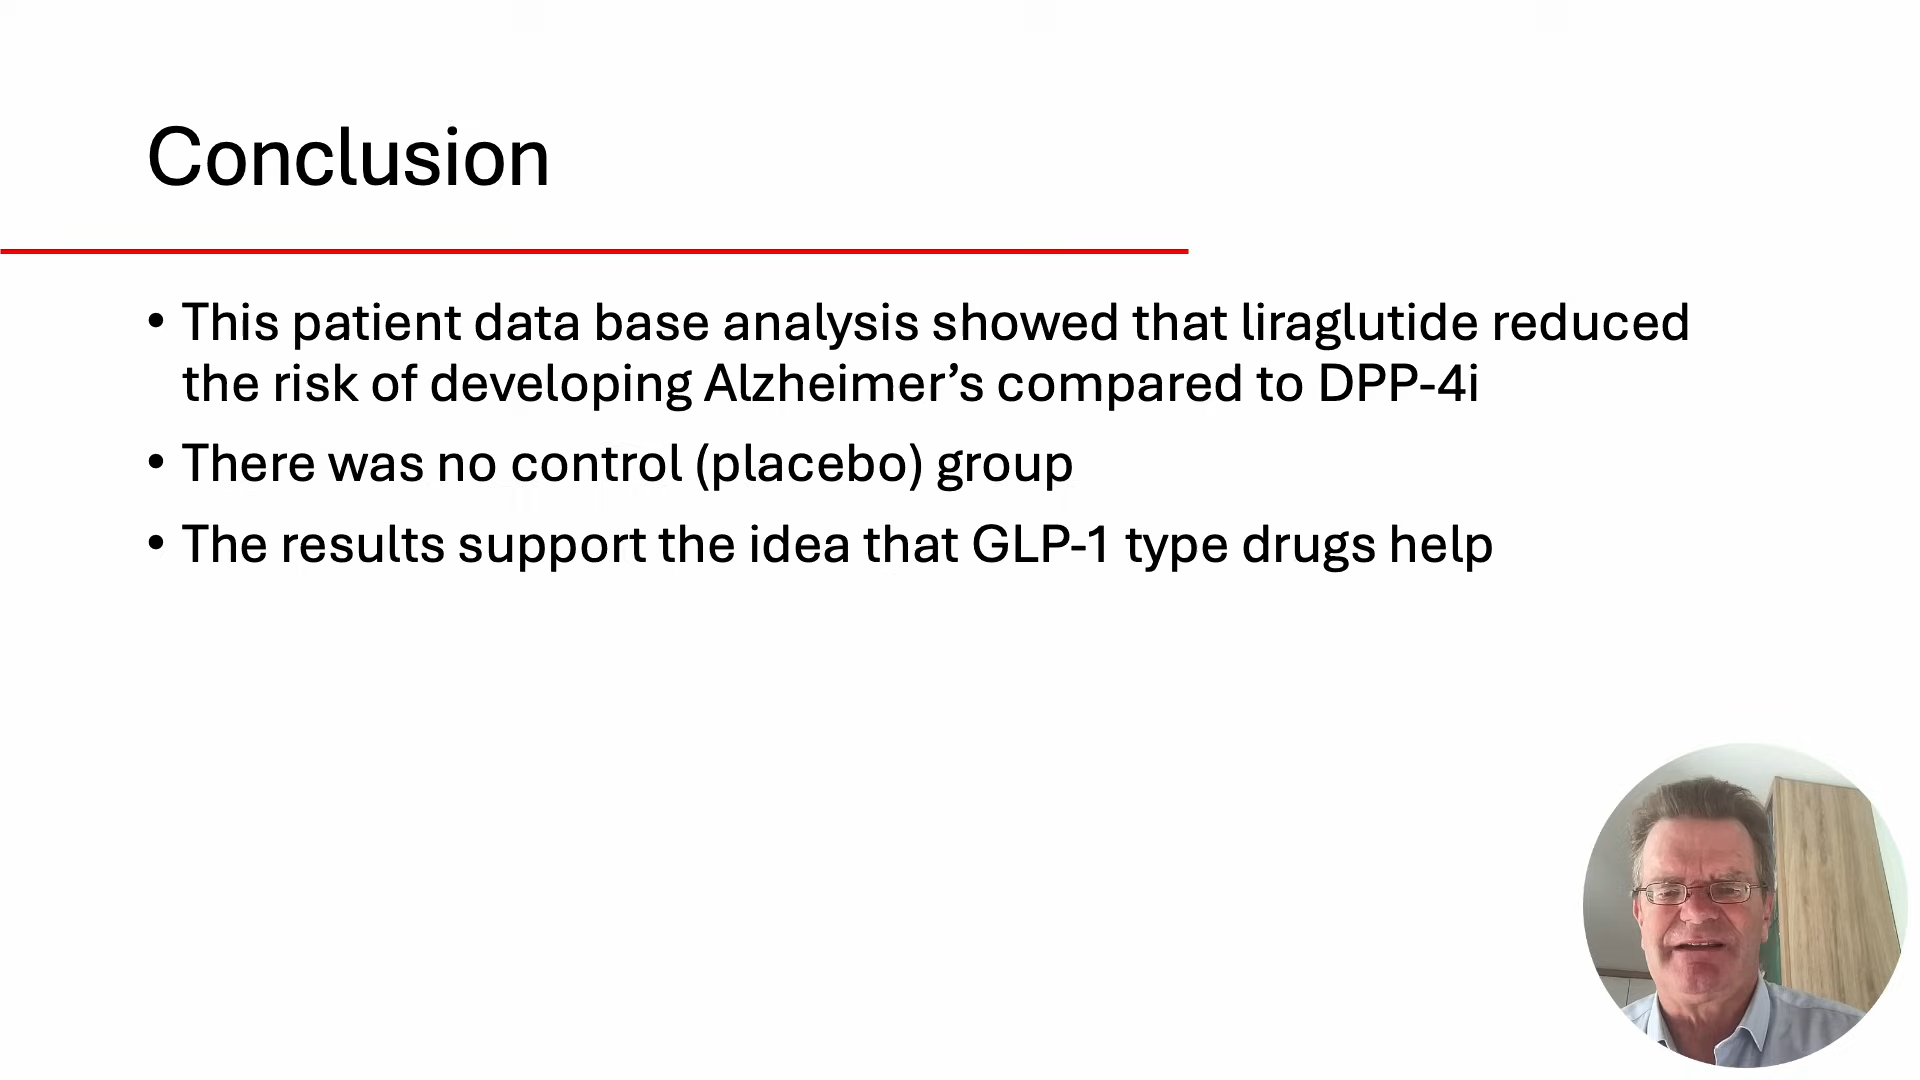 Conclusion
• This patient data base analysis showed that liraglutide reduced
the risk of developing Alzheimer’s compared to DPP-4i
• There was no control (placebo) group
• The results support the idea that GLP-1 type drugs help